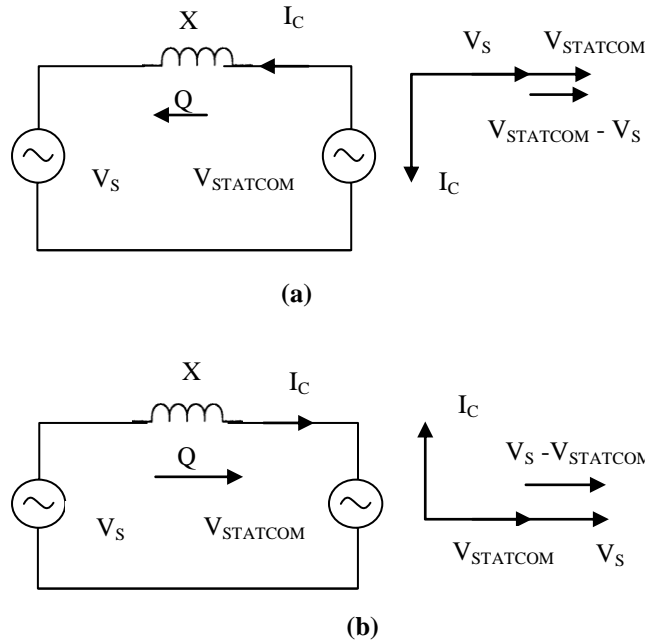 X
I_C
Q
V_S
V_STATCOM
V_S
V_STATCOM
V_STATCOM - V_S
I_C
(a)
X
I_C
Q
V_S
V_STATCOM
I_C
V_S -V_STATCOM
V_STATCOM
V_S
(b)